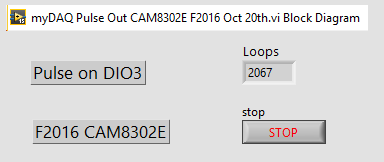 myDAQ Pulse Out CAM8302E F2016 Oct 20th.vi Block Diagram
Loops
Pulse on DIO3
2067
stop
F2016 CAM8302E
STOP